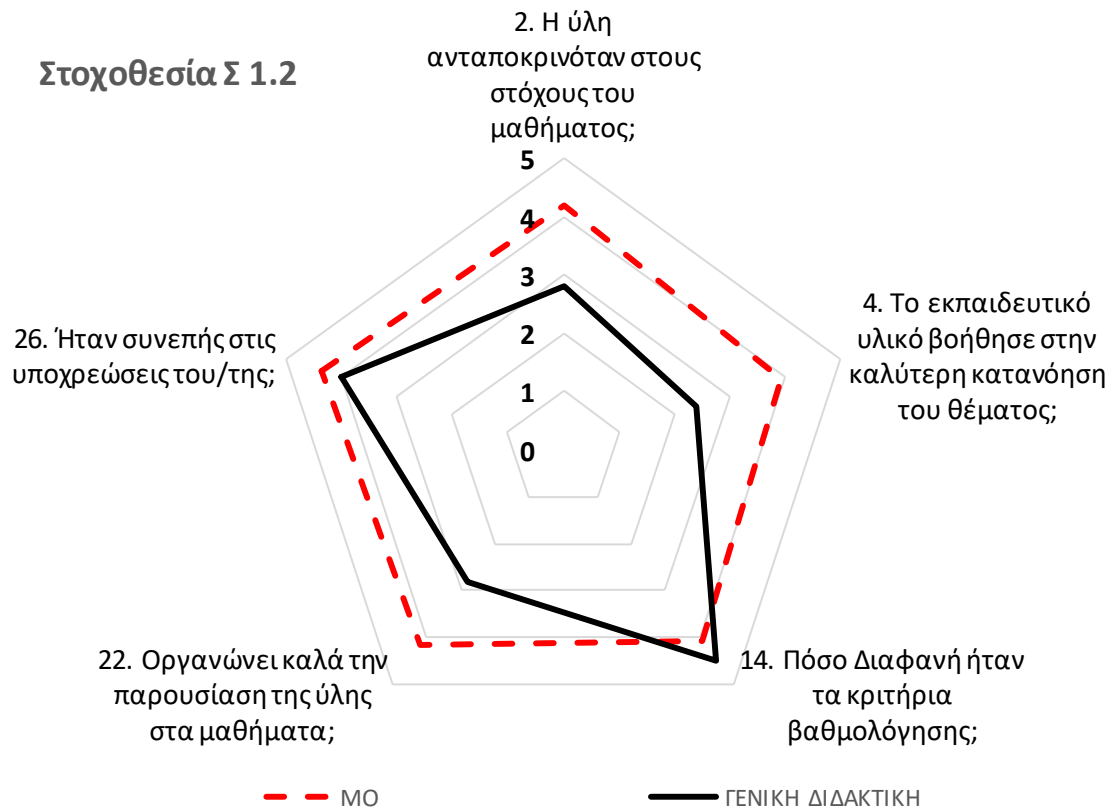 Στοχοθεσία Σ 1.2
2. Η ύλη
ανταποκρινόταν στους
στόχους του
μαθήματος;
5
4
3
2
1
0
4. Το εκπαιδευτικό
υλικό βοήθησε στην
καλύτερη κατανόηση
του θέματος;
26. Ήταν συνεπής στις
υποχρεώσεις του/της;
22. Οργανώνει καλά την
παρουσίαση της ύλης
στα μαθήματα;
14. Πόσο Διαφανή ήταν
τα κριτήρια
βαθμολόγησης;
ΜΟ
ΓΕΝΙΚΗ ΔΙΔΑΚΤΙΚΗ